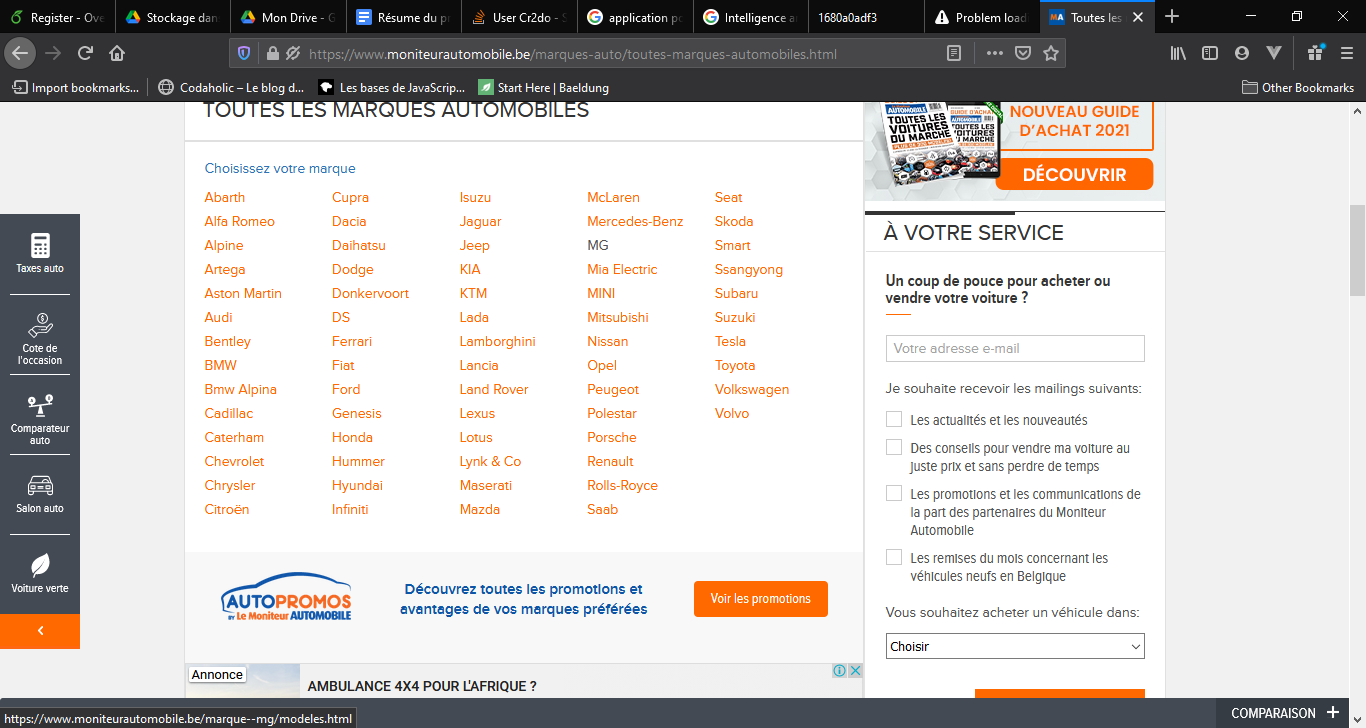 Register - Ove
Stockage dan
Mon Drive - G
Résume du pr
User Cr2do - S
application po
Intelligence a
1680a0adf3
Problem load
MA Toutes les
https://www.moniteurautomobile.be/marques-auto/toutes-marques-automobiles.html
Import bookmarks...
Codaholic – Le blog d...
Les bases de JavaScrip...
Start Here | Baeldung
Other Bookmarks
TOUTES LES MARQUES AUTOMOBILES
Choisissez votre marque
Abarth
Alfa Romeo
Alpine
Artega
Aston Martin
Audi
Bentley
BMW
Bmw Alpina
Cadillac
Caterham
Chevrolet
Chrysler
Citroën
Cupra
Dacia
Daihatsu
Dodge
Donkervoort
DS
Ferrari
Fiat
Ford
Genesis
Honda
Hummer
Hyundai
Infiniti
Isuzu
Jaguar
Jeep
KIA
KTM
Lada
Lamborghini
Lancia
Land Rover
Lexus
Lotus
Lynk & Co
Maserati
Mazda
McLaren
Mercedes-Benz
MG
Mia Electric
MINI
Mitsubishi
Nissan
Opel
Peugeot
Polestar
Porsche
Renault
Rolls-Royce
Saab
Seat
Skoda
Smart
Ssangyong
Subaru
Suzuki
Tesla
Toyota
Volkswagen
Volvo
Taxes auto
Cote de
l'occasion
Comparateur
auto
Salon auto
Voiture verte
AUTOPROMOS
BY Le Moniteur AUTOMOBILE
Découvrez toutes les promotions et
avantages de vos marques préférées
Voir les promotions
Annonce
AMBULANCE 4X4 POUR L'AFRIQUE ?
AUTOMOBILE
TOUTES LES
VOITURES
DU MARCHE
NOUVEAU GUIDE
D'ACHAT 2021
DÉCOUVRIR
À VOTRE SERVICE
Un coup de pouce pour acheter ou
vendre votre voiture ?
Votre adresse e-mail
Je souhaite recevoir les mailings suivants:
Les actualités et les nouveautés
Des conseils pour vendre ma voiture au
juste prix et sans perdre de temps
Les promotions et les communications de
la part des partenaires du Moniteur
Automobile
Les remises du mois concernant les
véhicules neufs en Belgique
Vous souhaitez acheter un véhicule dans:
Choisir
COMPARAISON +
https://www.moniteurautomobile.be/marque--mg/modeles.html